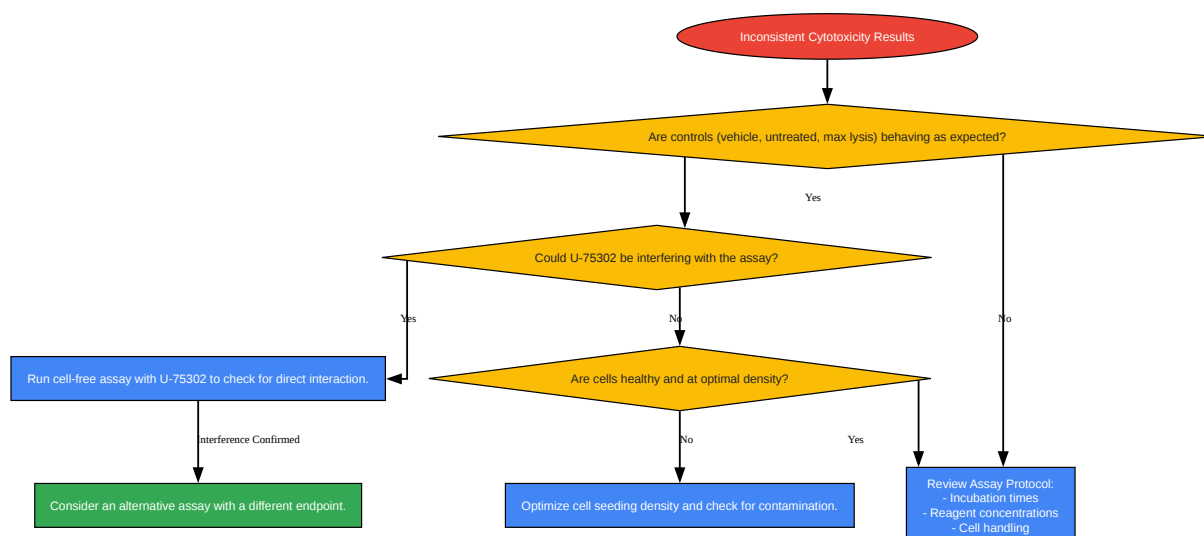 Inconsistent Cytotoxicity Results
Are controls (vehicle, untreated, max lysis) behaving as expected?
Yes
Could U-75302 be interfering with the assay?
Yes
No
No
Run cell-free assay with U-75302 to check for direct interaction.
Are cells healthy and at optimal density?
Interference Confirmed
No
Yes
Consider an alternative assay with a different endpoint.
Optimize cell seeding density and check for contamination.
Review Assay Protocol:
- Incubation times
- Reagent concentrations
- Cell handling